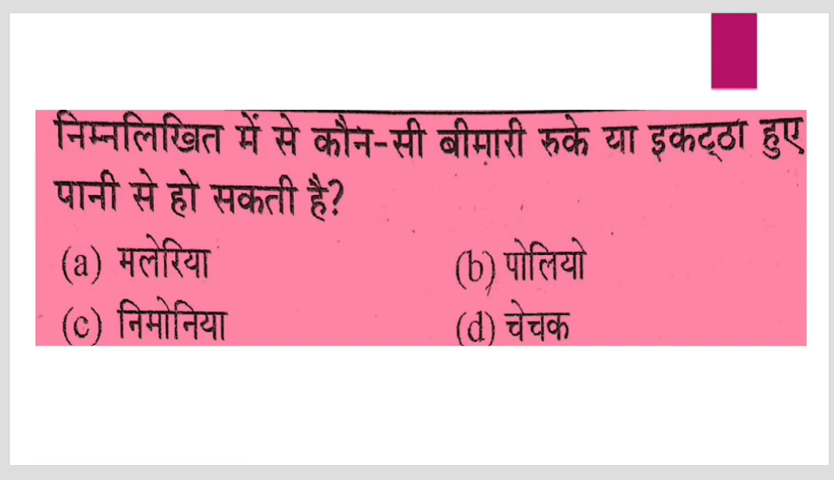 निम्नलिखित में से कौन-सी बीमारी रुके या इकट्ठा हुए
पानी से हो सकती है?
(a) मलेरिया (b) पोलियो
(c) निमोनिया (d) चेचक